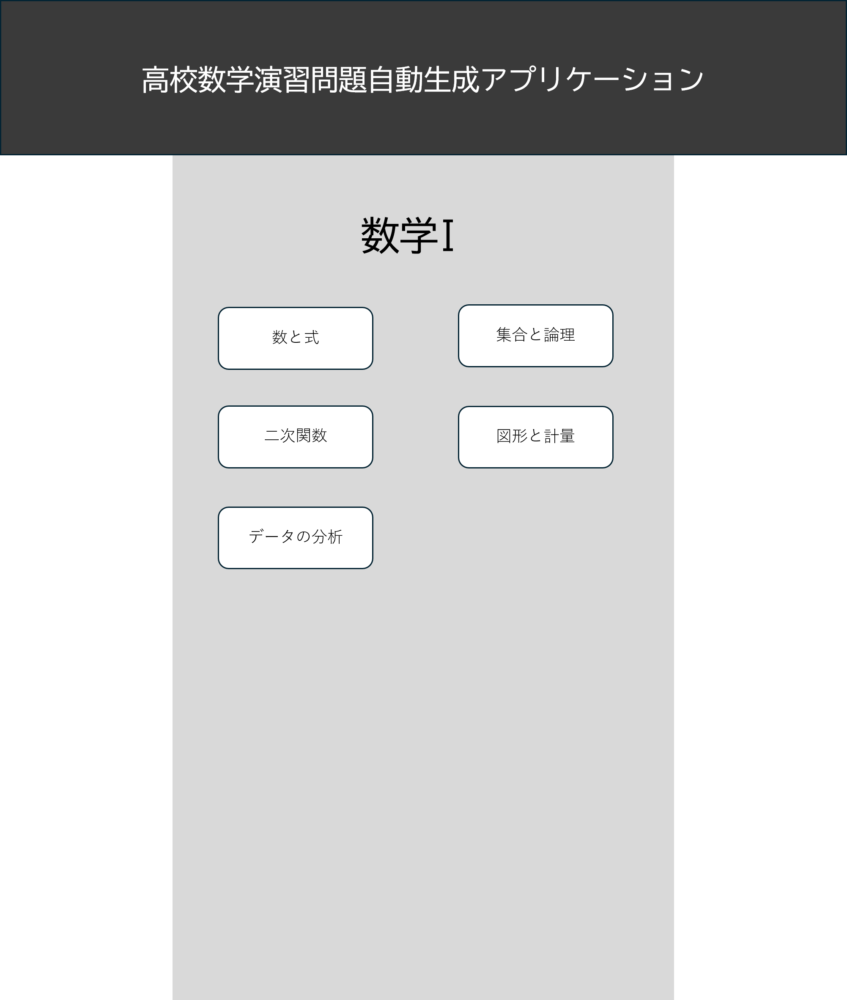 高校数学演習問題自動生成アプリケーション
数学I
数と式
集合と論理
二次関数
図形と計量
データの分析